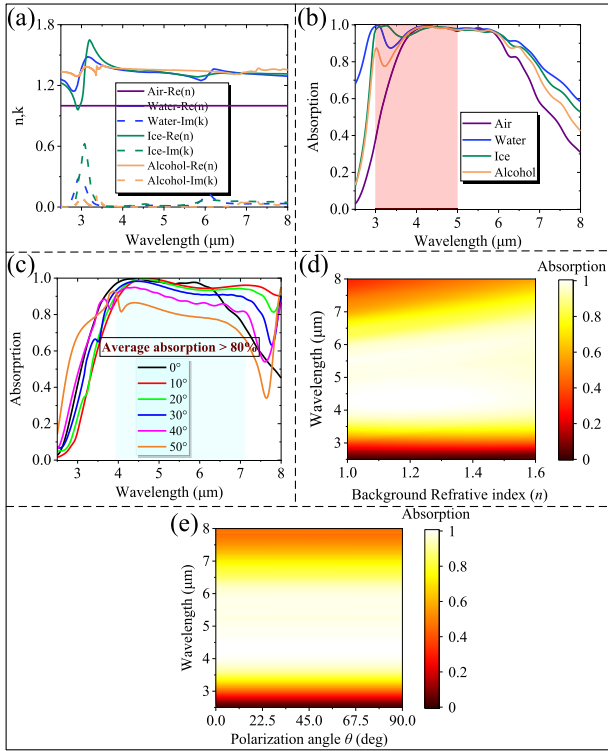 (a)
1.8
1.2
0.6
0.0
n,k
Air-Re(n)
Water-Re(n)
Water-Im(k)
Ice-Re(n)
Ice-Im(k)
Alcohol-Re(n)
Alcohol-Im(k)
3 4 5 6 7 8
Wavelength (μm)
(b)
1.0
0.8
0.6
0.4
0.2
0.0
Absorption
Air
Water
Ice
Alcohol
3 4 5 6 7 8
Wavelength (μm)
(c)
1.0
0.8
0.6
0.4
0.2
0.0
Absorption
Average absorption > 80%
0°
10°
20°
30°
40°
50°
3 4 5 6 7 8
Wavelength (μm)
(d)
Absorption
8
7
6
5
4
3
Wavelength (μm)
1.0 1.2 1.4 1.6
Background Refrative index (n)
1
0.8
0.6
0.4
0.2
0
(e)
Absorption
8
7
6
5
4
3
Wavelength (μm)
0.0 22.5 45.0 67.5 90.0
Polarization angle θ (deg)
1
0.8
0.6
0.4
0.2
0